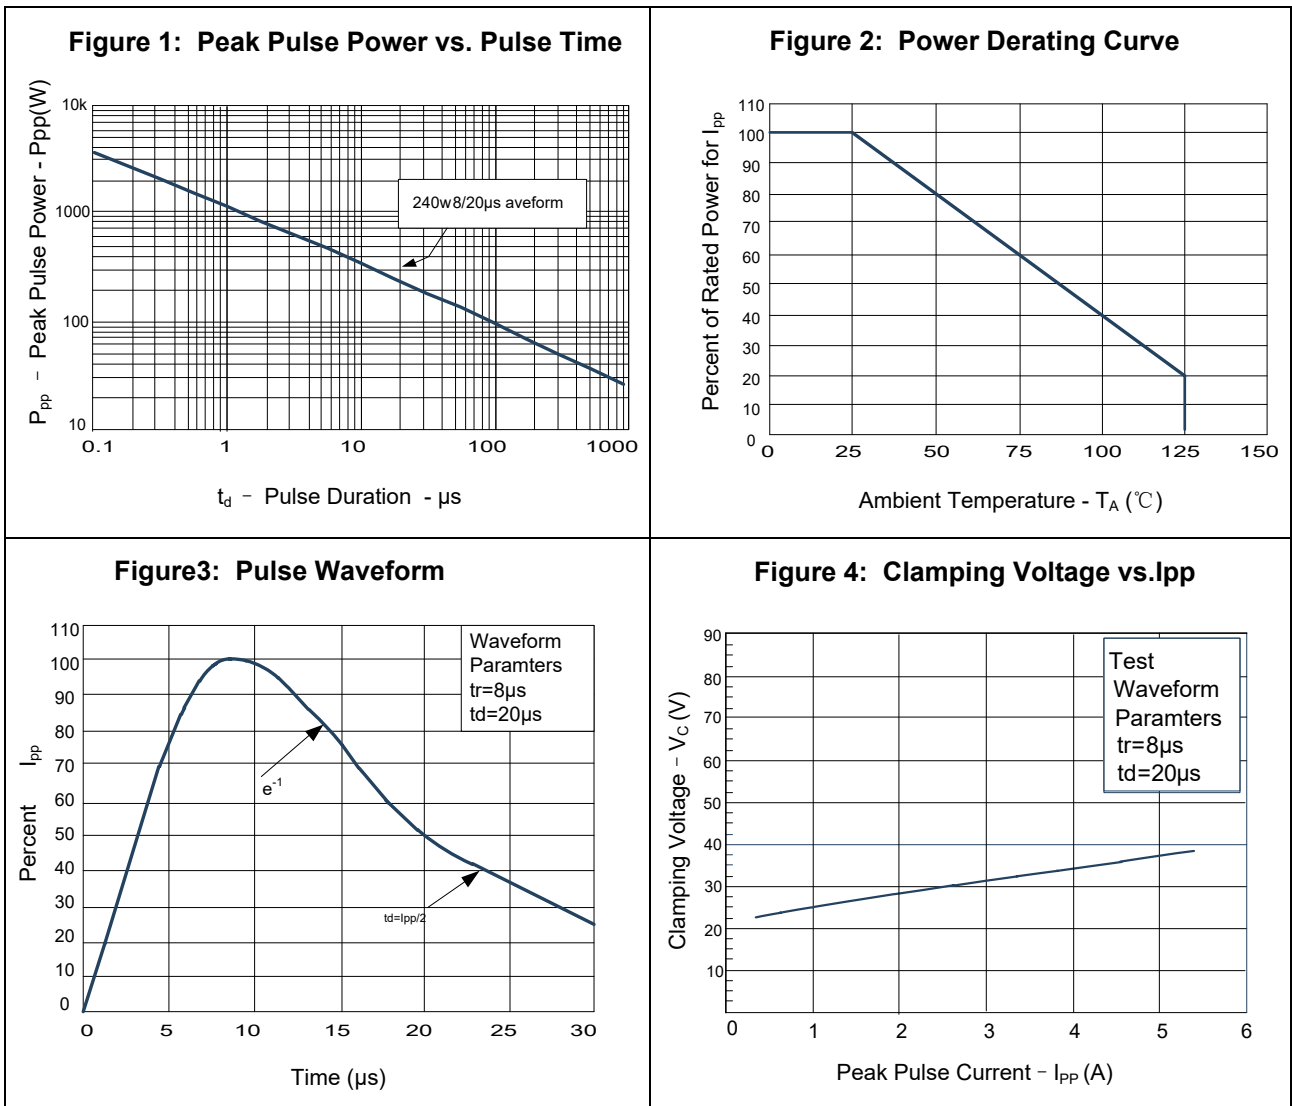 Figure 1:  Peak Pulse Power vs. Pulse Time
Ppp – Peak Pulse Power - Ppp(W)
10k
1000
100
10
240w8/20µs aveform
0.1 1 10 100 1000
td – Pulse Duration - µs
Figure 2:  Power Derating Curve
Percent of Rated Power for Ipp
110
100
90
80
70
60
50
40
30
20
10
0
0 25 50 75 100 125 150
Ambient Temperature - TA (℃)
Figure3:  Pulse Waveform
Percent Ipp
110
100
90
80
70
60
50
40
30
20
10
0
Waveform
Paramters
tr=8µs
td=20µs
e-1
td=Ipp/2
0 5 10 15 20 25 30
Time (µs)
Figure 4:  Clamping Voltage vs.Ipp
Clamping Voltage – VC (V)
90
80
70
60
50
40
30
20
10
Test
Waveform
Paramters
tr=8µs
td=20µs
0 1 2 3 4 5 6
Peak Pulse Current – IPP (A)